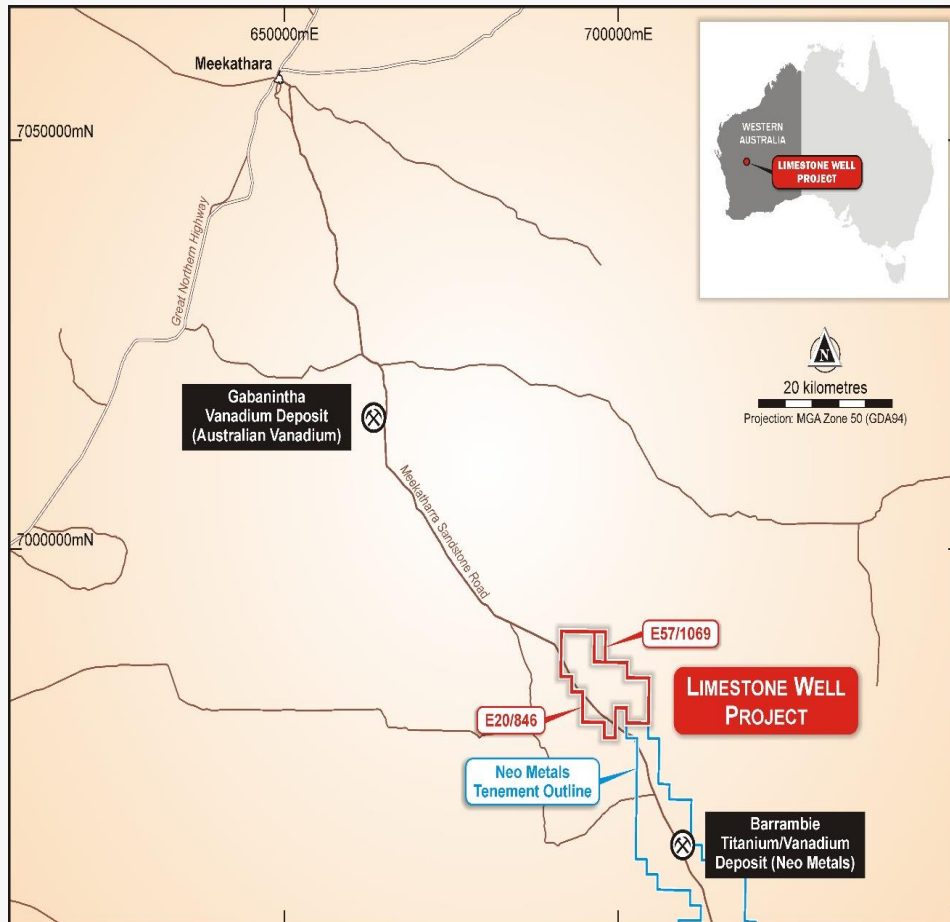 650000mE
700000mE
Meekathara
7050000mN
WESTERN
AUSTRALIA
LIMESTONE WELL
PROJECT
Great Northern Highway
N
20 kilometres
Projection: MGA Zone 50 (GDA94)
Gabanintha
Vanadium Deposit
(Australian Vanadium)
Meekatharra Sandstone Road
7000000mN
E57/1069
LIMESTONE WELL
PROJECT
E20/846
Neo Metals
Tenement Outline
Barrambie
Titanium/Vanadium
Deposit (Neo Metals)